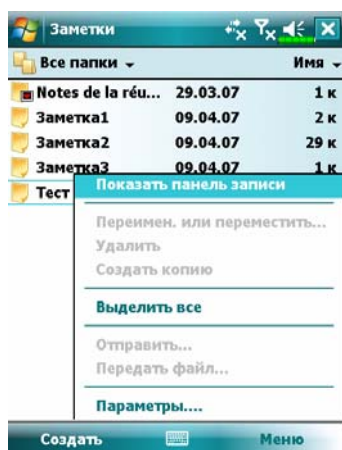 Заметки
Все папки Имя
Notes de la réu... 29.03.07 1 к
Заметка1 09.04.07 2 к
Заметка2 09.04.07 29 к
Заметка3 09.04.07 1 к
Тест
Показать панель записи
Переимен. или переместить...
Удалить
Создать копию
Выделить все
Отправить...
Передать файл...
Параметры....
Создать Меню